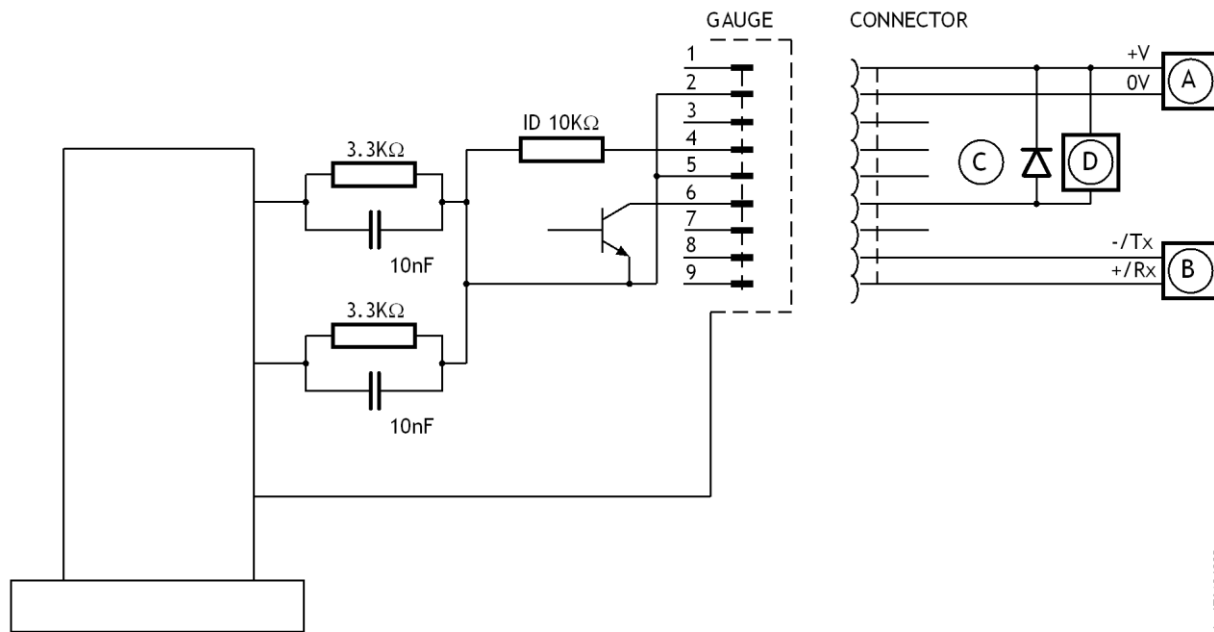 GAUGE CONNECTOR
1
+V
A
2
0V
3
ID 10KΩ
4
3.3KΩ
5
C
D
6
7
10nF
8
-/Tx
9
+/Rx
B
3.3KΩ
10nF